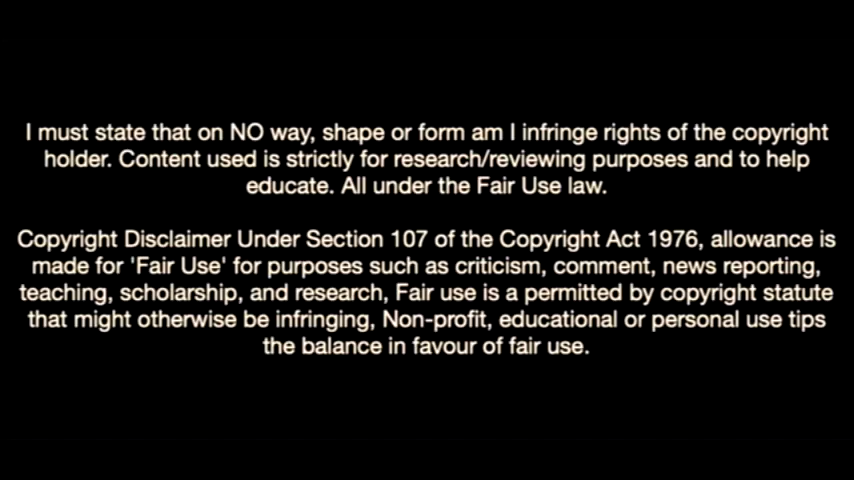 I must state that on NO way, shape or form am I infringe rights of the copyright
holder. Content used is strictly for research/reviewing purposes and to help
educate. All under the Fair Use law.
Copyright Disclaimer Under Section 107 of the Copyright Act 1976, allowance is
made for 'Fair Use' for purposes such as criticism, comment, news reporting,
teaching, scholarship, and research, Fair use is a permitted by copyright statute
that might otherwise be infringing, Non-profit, educational or personal use tips
the balance in favour of fair use.